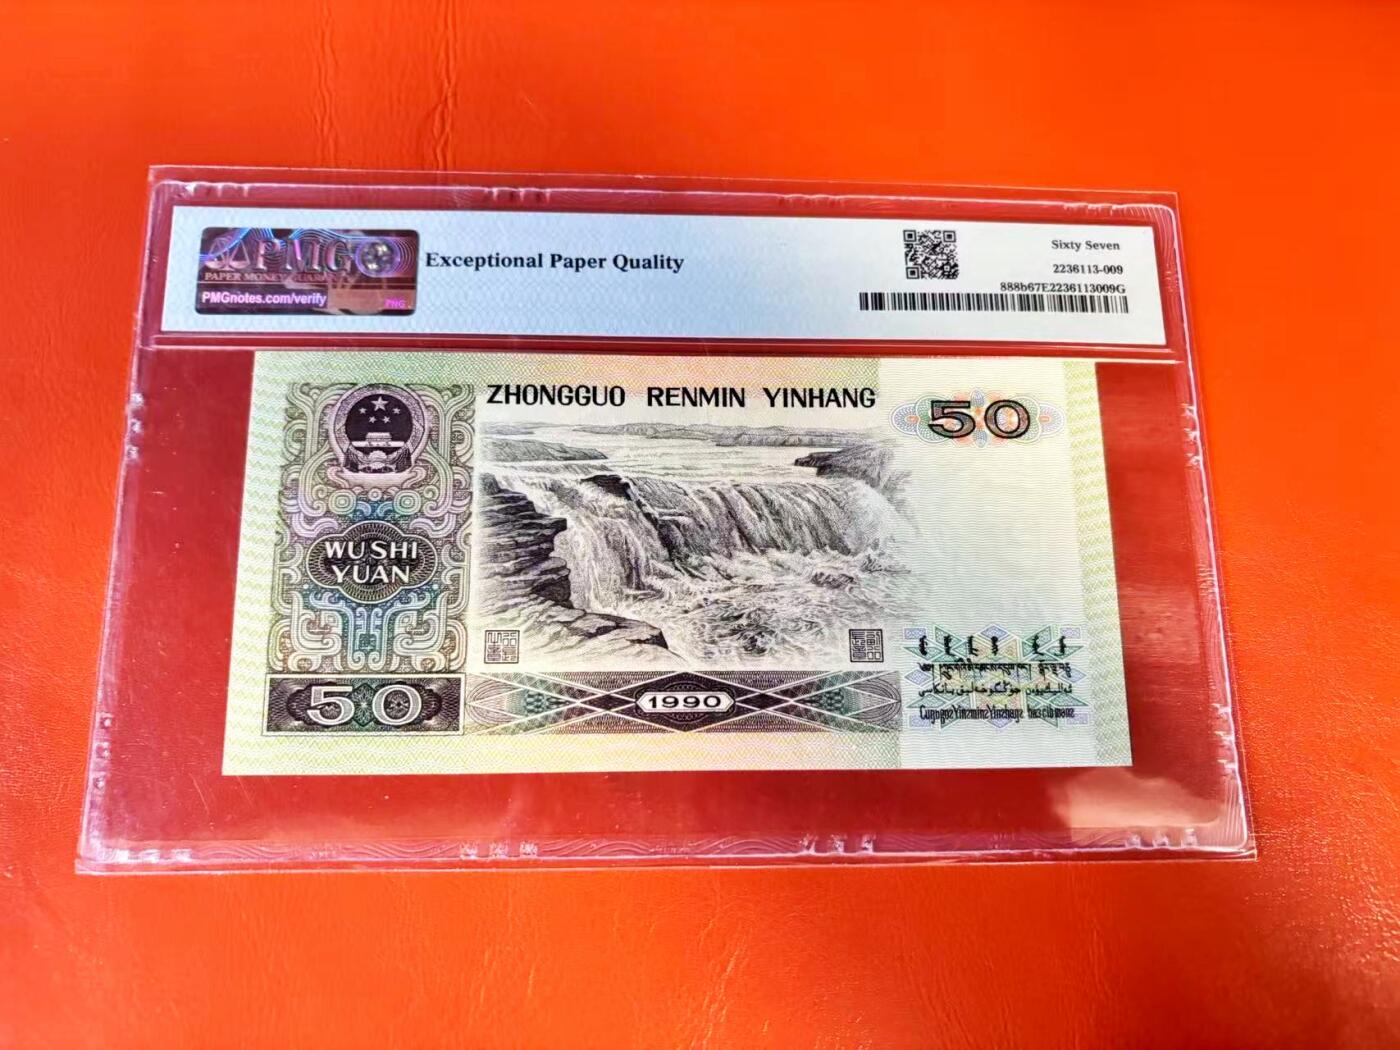 PMG
PAPER MONEY GUARANTY
PMGnotes.com/verify
PNG
Exceptional Paper Quality
Sixty Seven
2236113-009
888b67E2236113009G
ZHONGGUO RENMIN YINHANG
50
WU SHI
YUAN
50
1990